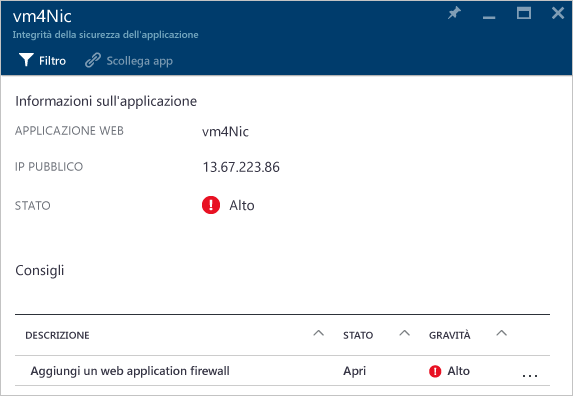 vm4Nic
Integrità della sicurezza dell'applicazione
Filtro Scollega app
Informazioni sull'applicazione
APPLICAZIONE WEB vm4Nic
IP PUBBLICO 13.67.223.86
STATO Alto
Consigli
DESCRIZIONE STATO GRAVITÀ
Aggiungi un web application firewall Apri Alto ...